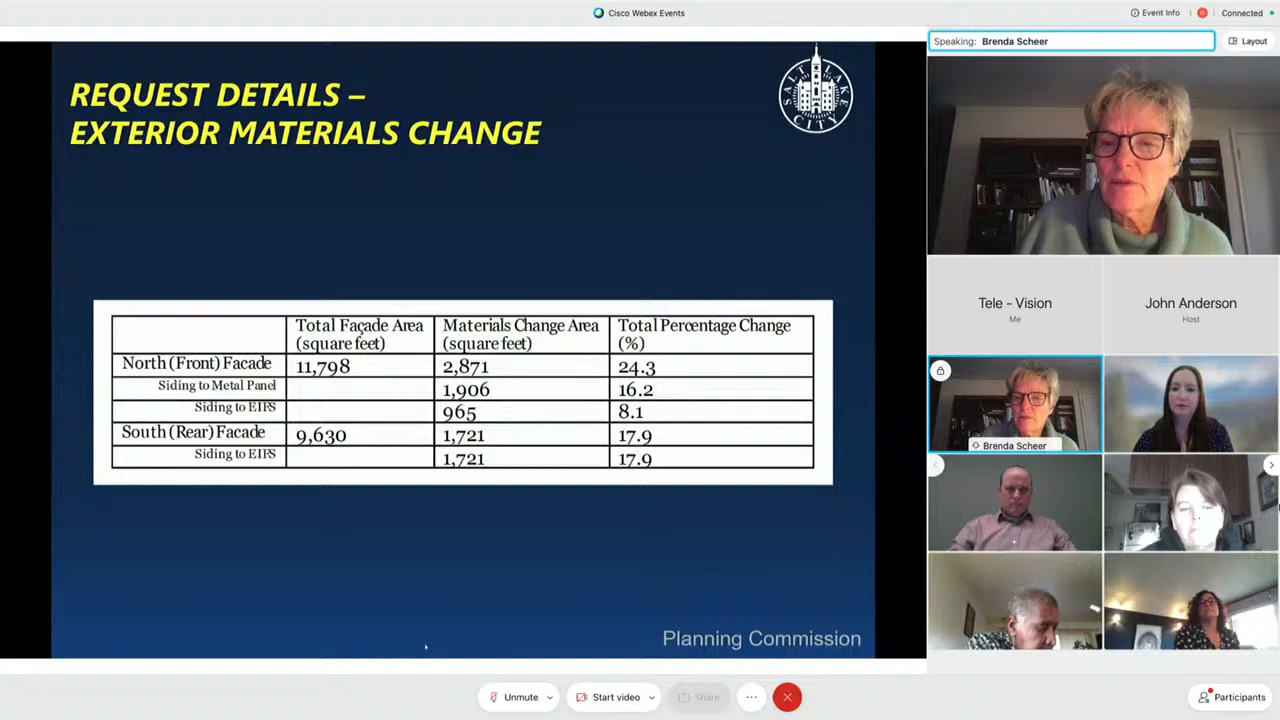 Cisco Webex Events
Event Info
Connected
Speaking: Brenda Scheer
Layout
REQUEST DETAILS –
EXTERIOR MATERIALS CHANGE
SALT LAKE CITY
Total Façade Area (square feet)
Materials Change Area (square feet)
Total Percentage Change (%)
North (Front) Facade 11,798 2,871 24.3
Siding to Metal Panel 1,906 16.2
Siding to EIFS 965 8.1
South (Rear) Facade 9,630 1,721 17.9
Siding to EIFS 1,721 17.9
Planning Commission
Tele - Vision
Me
John Anderson
Host
Brenda Scheer
Unmute
Start video
Share
Participants